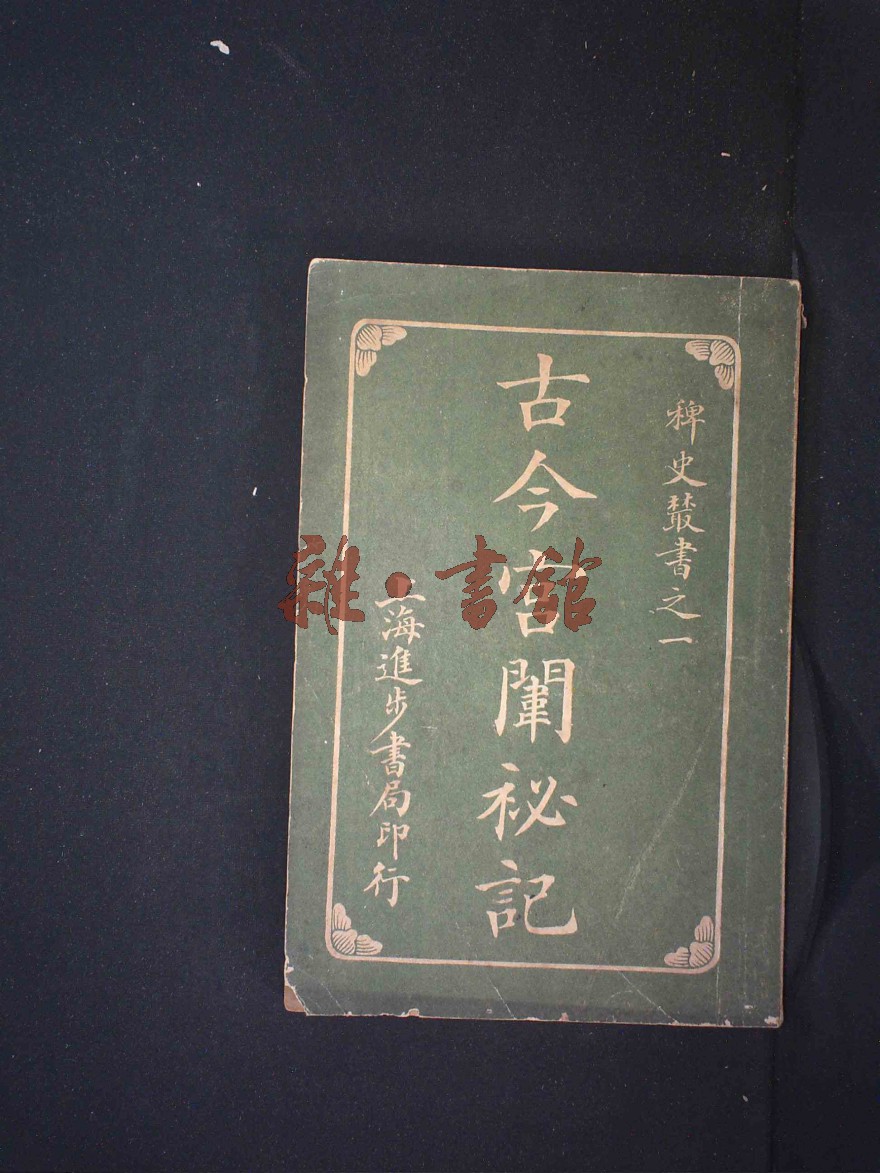 稗史叢書之一
古今宮闈秘記
上海進步書局印行
雜·書館